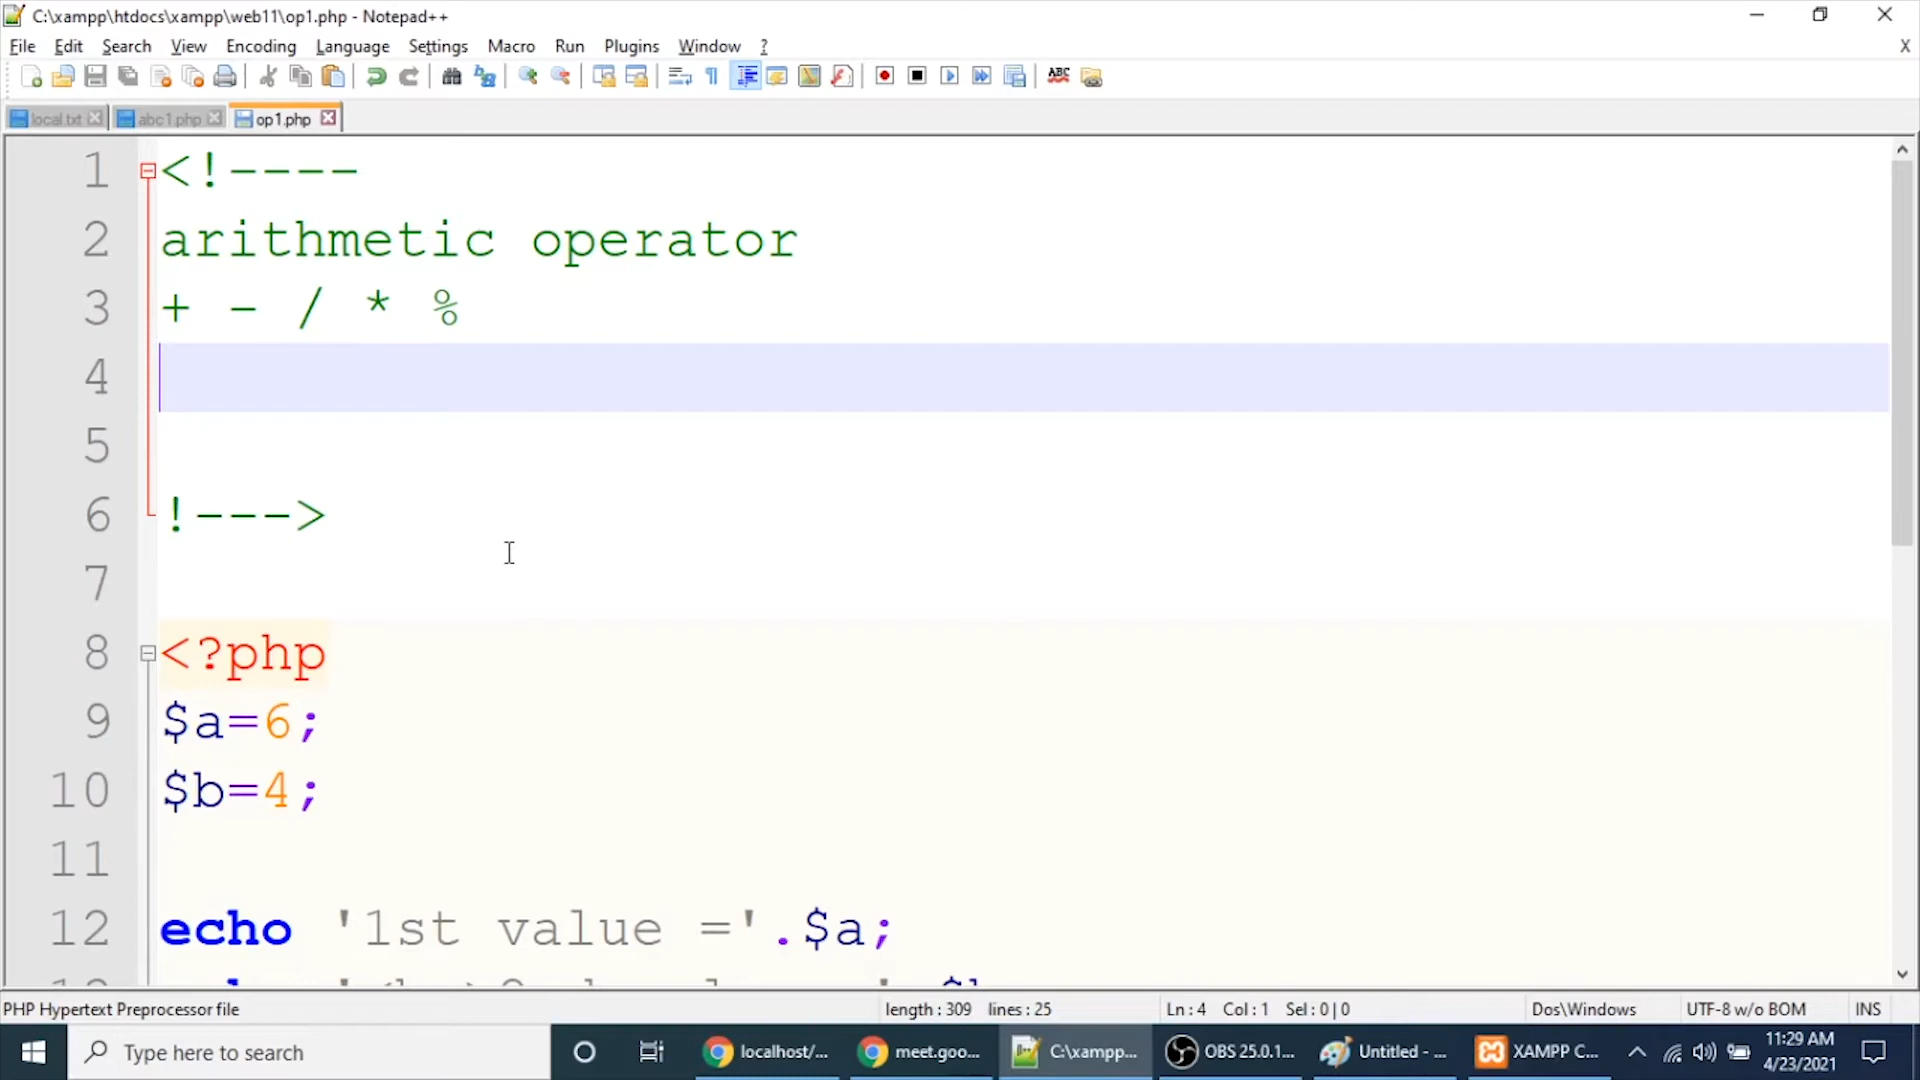 C:\xampp\htdocs\xampp\web11\op1.php - Notepad++
File Edit Search View Encoding Language Settings Macro Run Plugins Window ? X
local.txt abc1.php op1.php
1 <!----
2 arithmetic operator
3 + - / * %
4
5
6 !--->
7
8 <?php
9 $a=6;
10 $b=4;
11
12 echo '1st value ='.$a;
PHP Hypertext Preprocessor file length : 309 lines : 25 Ln : 4 Col : 1 Sel : 0 | 0 Dos\Windows UTF-8 w/o BOM INS
Type here to search localhost/... meet.goo... C:\xampp... OBS 25.0.1... Untitled - ... XAMPP C... 11:29 AM
4/23/2021